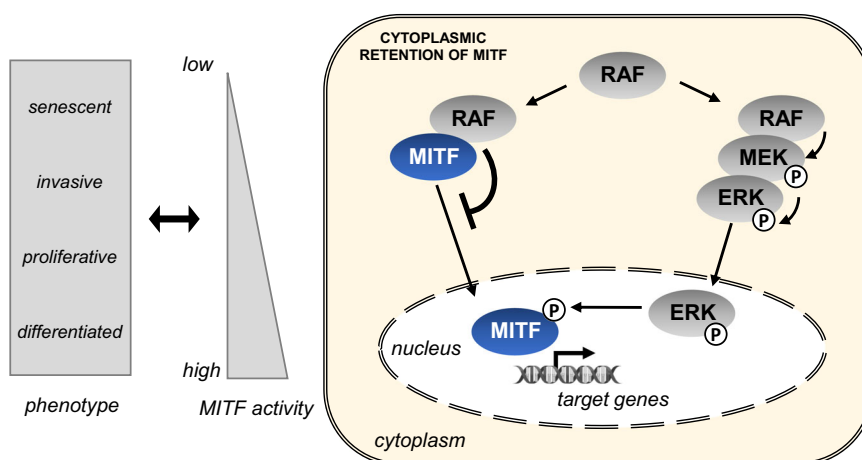 senescent
invasive
proliferative
differentiated
phenotype
low
high
MITF activity
CYTOPLASMIC
RETENTION OF MITF
RAF
RAF
MITF
RAF
MEK
P
ERK
P
MITF
P
ERK
P
nucleus
target genes
cytoplasm